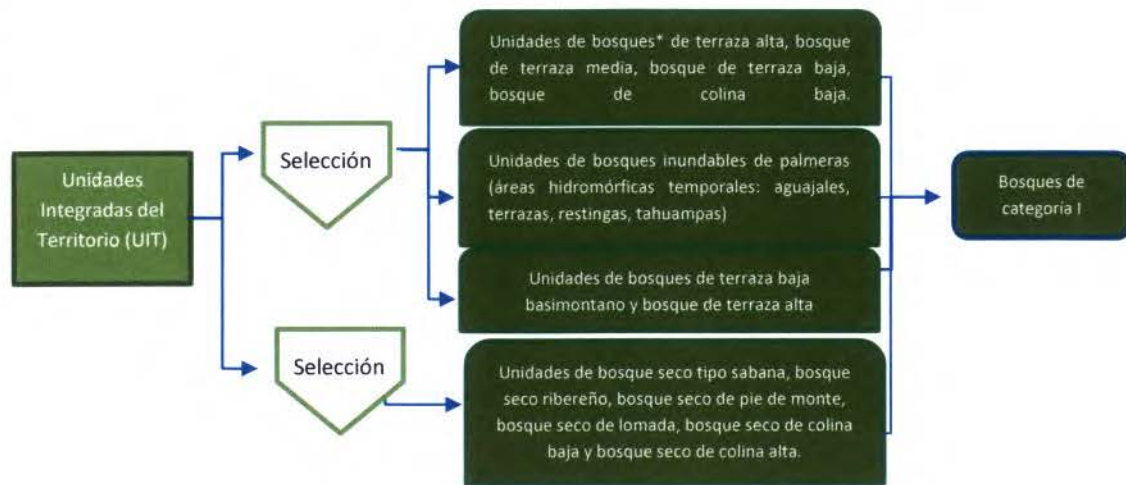 Unidades
Integradas del
Territorio (UIT)
Selección
Unidades de bosques* de terraza alta, bosque
de terraza media, bosque de terraza baja,
bosque de colina baja.
Unidades de bosques inundables de palmeras
(áreas hidromórficas temporales: aguajales,
terrazas, restingas, tahuampas)
Unidades de bosques de terraza baja
basimontano y bosque de terraza alta
Selección
Unidades de bosque seco tipo sabana, bosque
seco ribereño, bosque seco de pie de monte,
bosque seco de lomada, bosque seco de colina
baja y bosque seco de colina alta.
Bosques de
categoria I